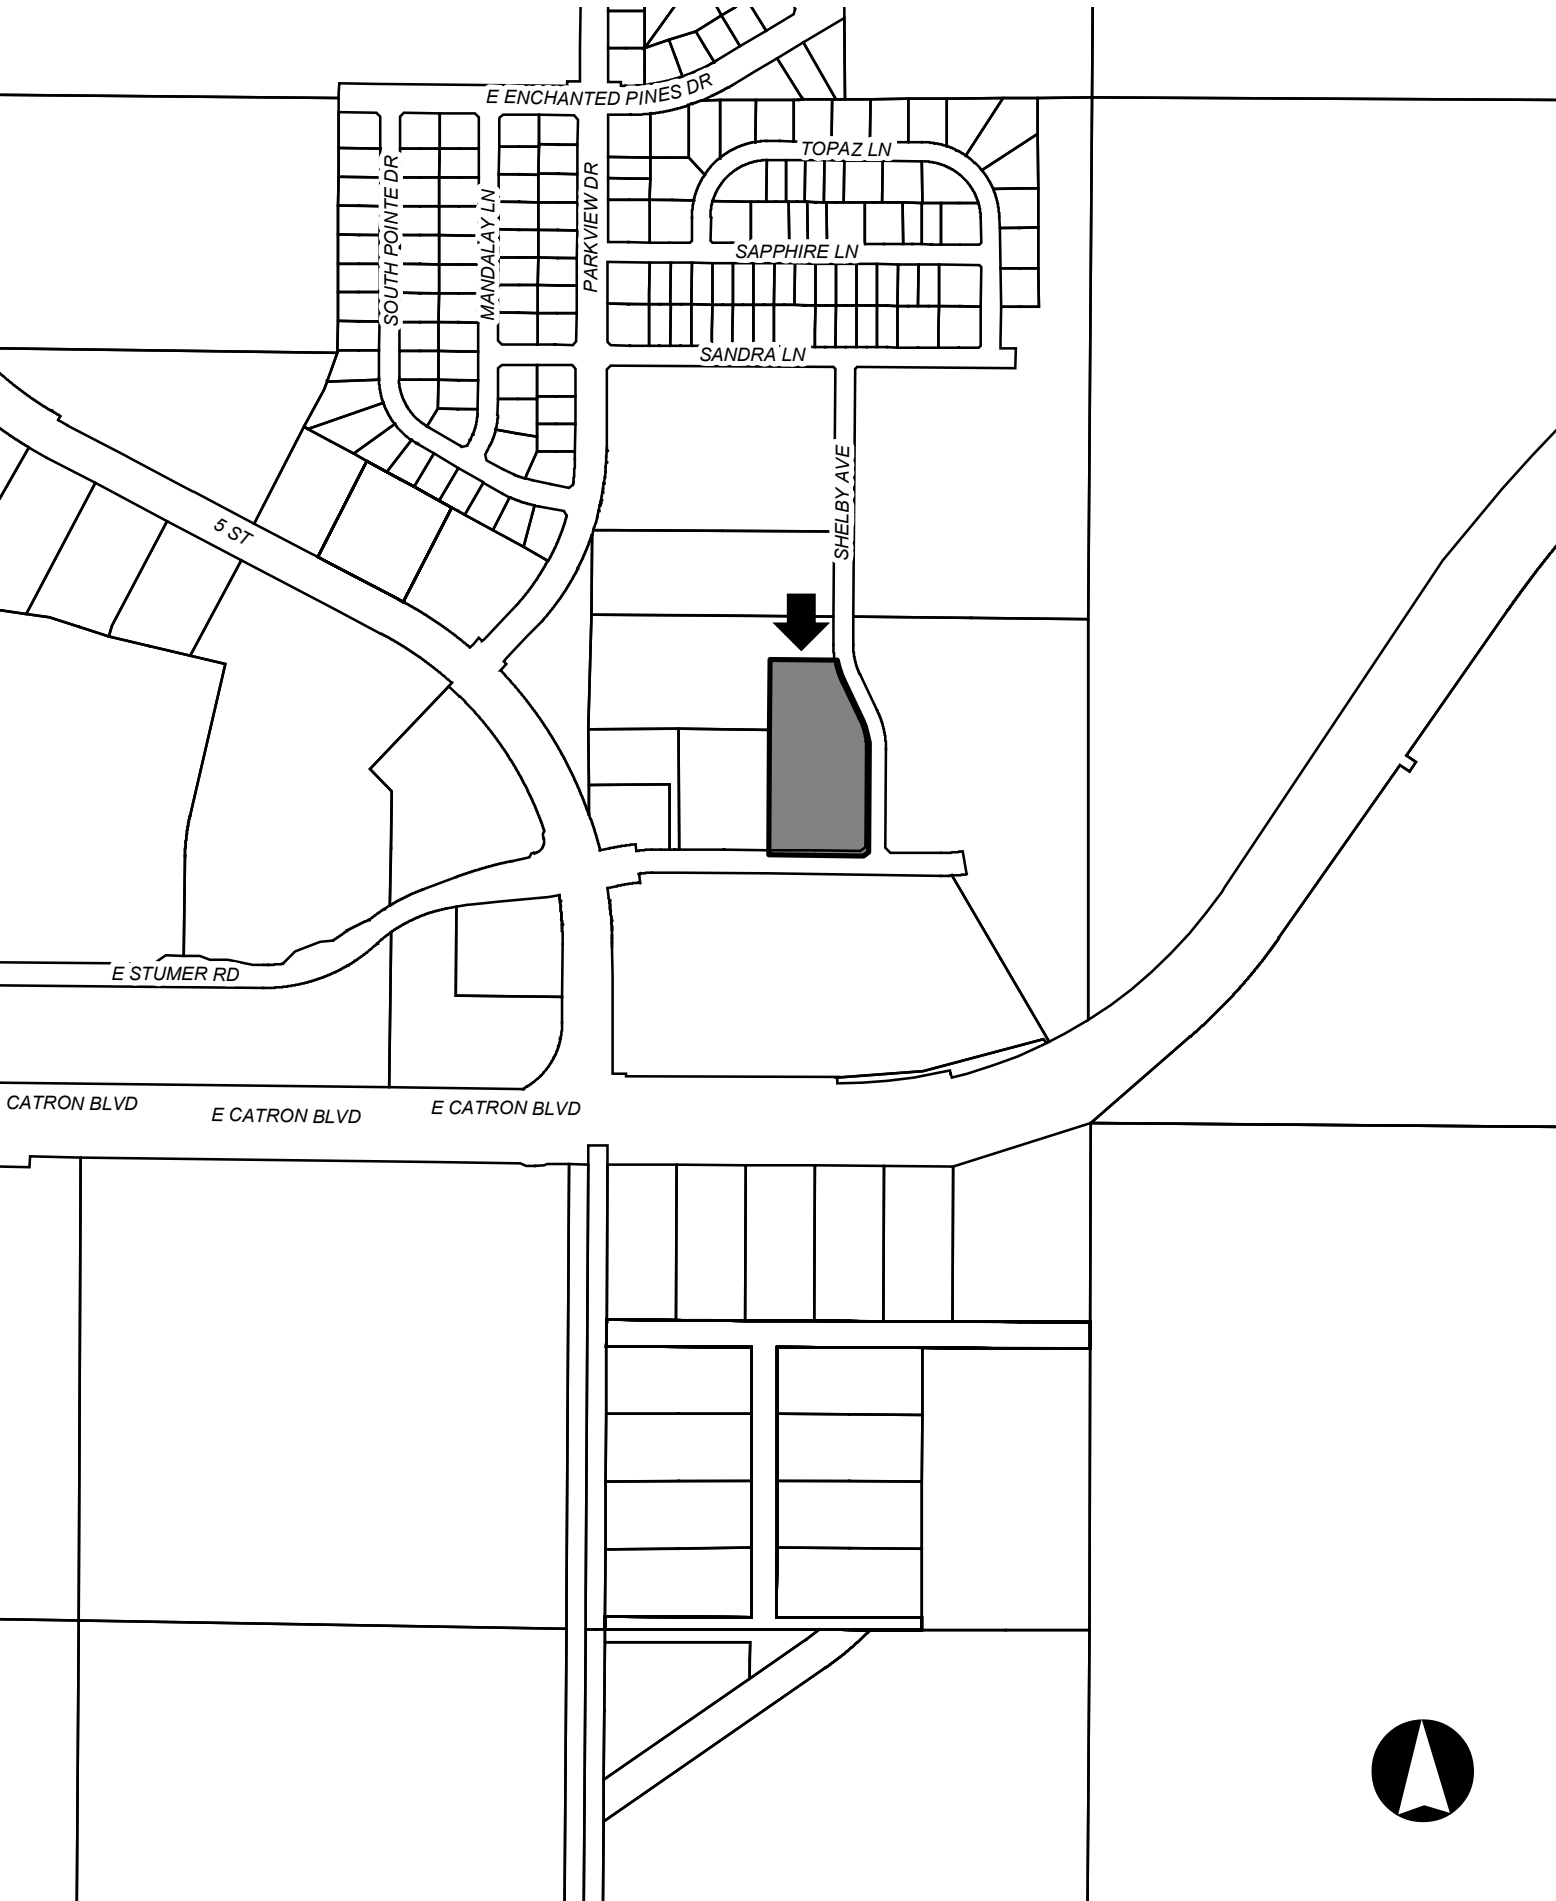 E ENCHANTED PINES DR
TOPAZ LN
SOUTH POINTE DR
MANDALAY LN
PARKVIEW DR
SAPPHIRE LN
SANDRA LN
SHELBY AVE
5 ST
E STUMER RD
CATRON BLVD
E CATRON BLVD
E CATRON BLVD